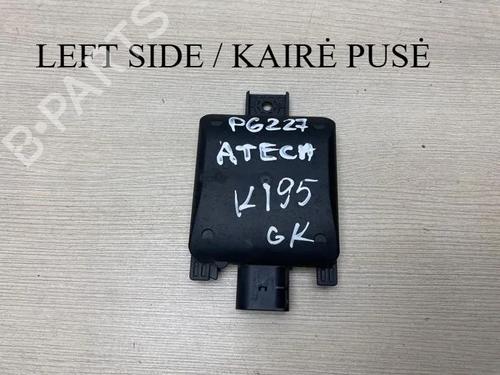 LEFT SIDE / KAIRĖ PUSĖ
B-PARTS
PG227
ATECA
K195
GK